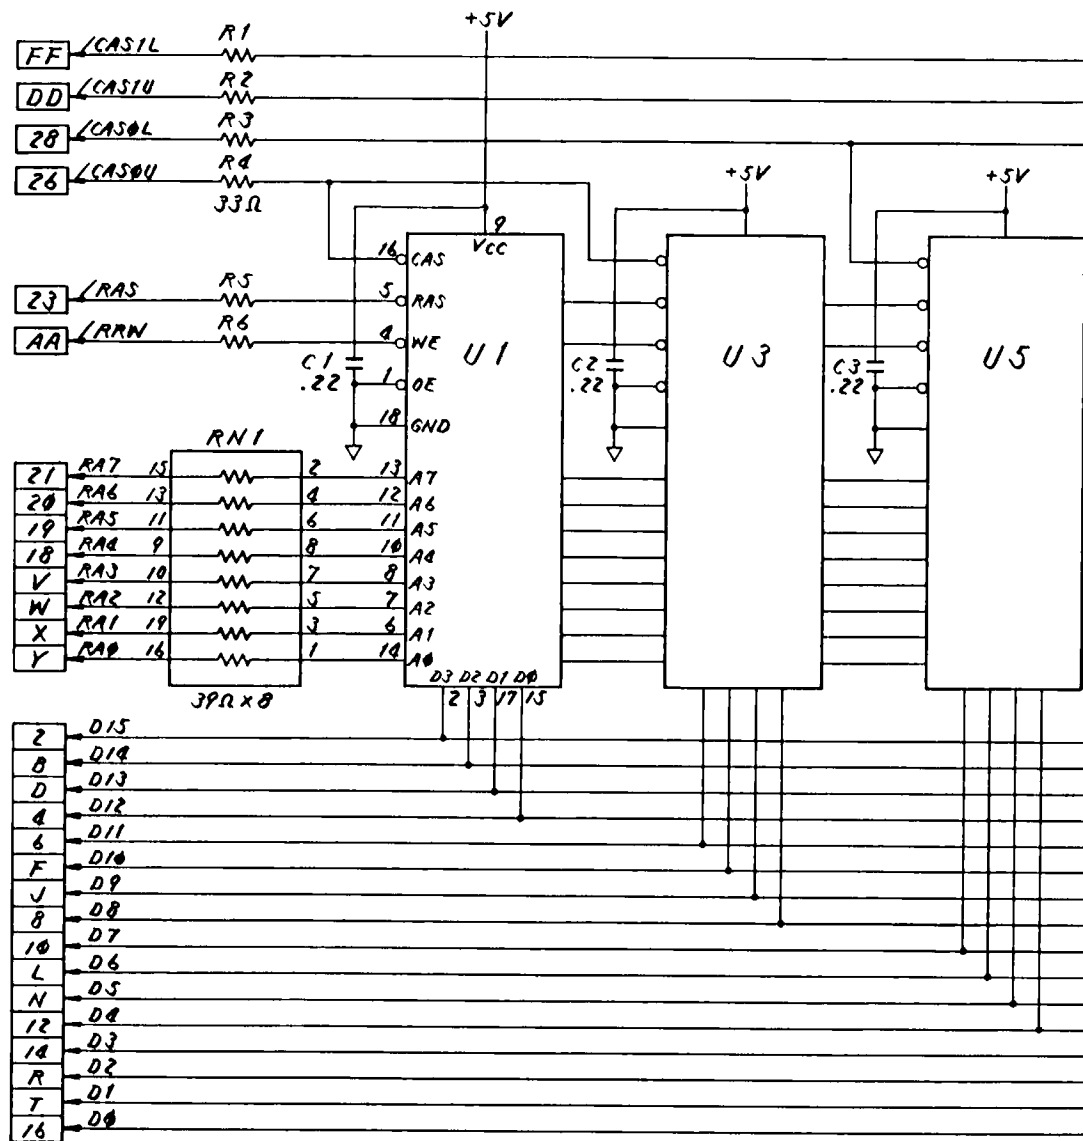 +5V
FF /CAS1L R1
DD /CAS1U R2
28 /CASØL R3
26 /CASØU R4
33Ω
+5V
+5V
9
VCC
16 CAS
23 /RAS R5 5 RAS
AA /RRW R6 4 WE
U1
U3
U5
C1
.22
C2
.22
C3
.22
1 OE
18 GND
RN1
21 RA7 15 2 13 A7
2Ø RA6 13 4 12 A6
19 RA5 11 6 11 A5
18 RA4 9 8 1Ø A4
V RA3 10 7 8 A3
W RA2 12 5 7 A2
X RA1 19 3 6 A1
Y RAØ 16 1 14 AØ
39Ω×8
D3 D2 D1 DØ
2 3 17 15
2 D15
B D14
D D13
4 D12
6 D11
F D1Ø
J D9
8 D8
1Ø D7
L D6
N D5
12 D4
14 D3
R D2
T D1
16 DØ